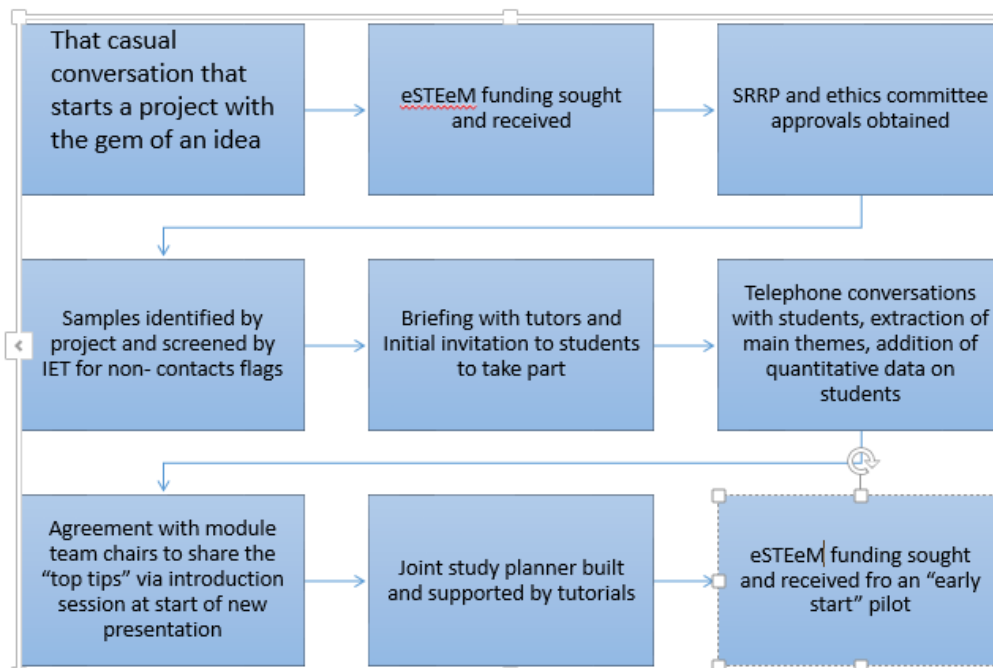 That casual
conversation that
starts a project with
the gem of an idea
eSTEeM funding sought
and received
SRRP and ethics committee
approvals obtained
Samples identified by
project and screened by
IET for non- contacts flags
Briefing with tutors and
Initial invitation to students
to take part
Telephone conversations
with students, extraction of
main themes, addition of
quantitative data on
students
Agreement with module
team chairs to share the
“top tips” via introduction
session at start of new
presentation
Joint study planner built
and supported by tutorials
eSTEeM funding sought
and received fro an “early
start” pilot